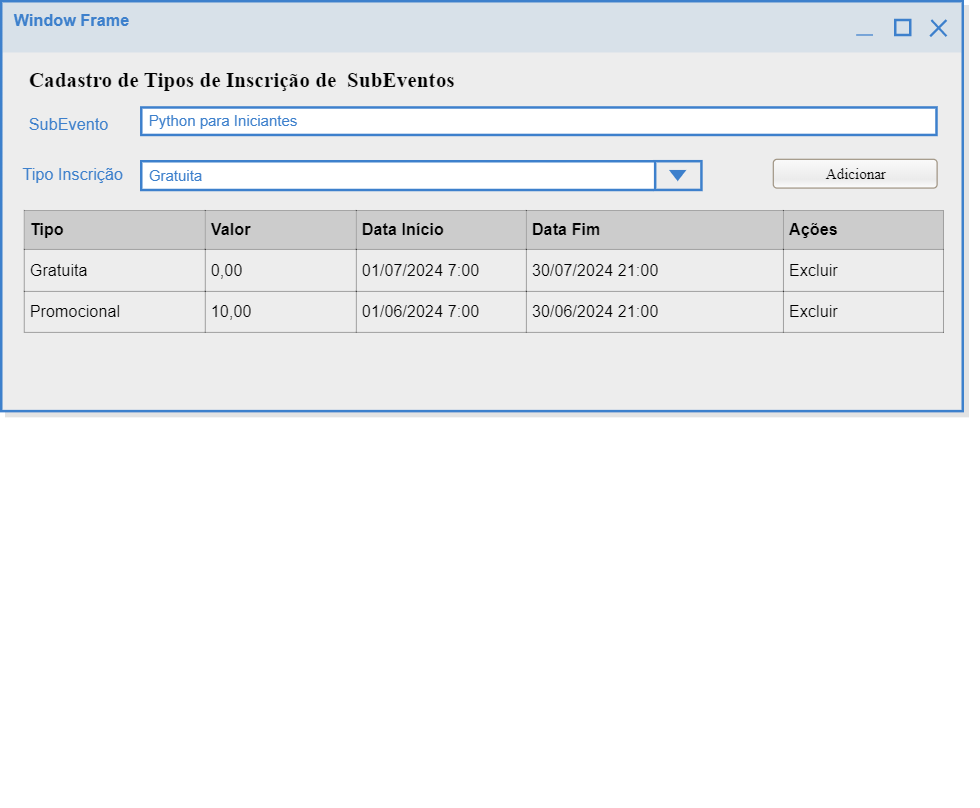 Window Frame
Cadastro de Tipos de Inscrição de  SubEventos
SubEvento Python para Iniciantes
Tipo Inscrição Gratuita Adicionar
Tipo Valor Data Início Data Fim Ações
Gratuita 0,00 01/07/2024 7:00 30/07/2024 21:00 Excluir
Promocional 10,00 01/06/2024 7:00 30/06/2024 21:00 Excluir